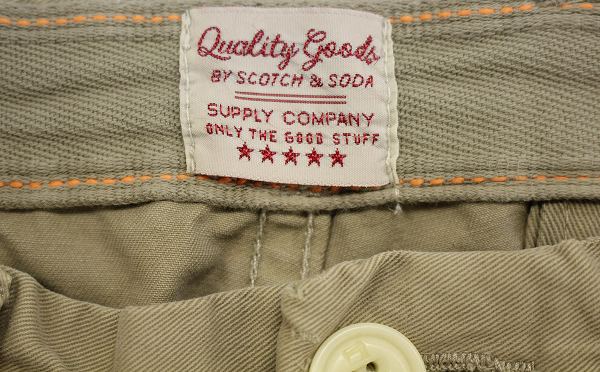 Quality Goods
BY SCOTCH & SODA
SUPPLY COMPANY
ONLY THE GOOD STUFF